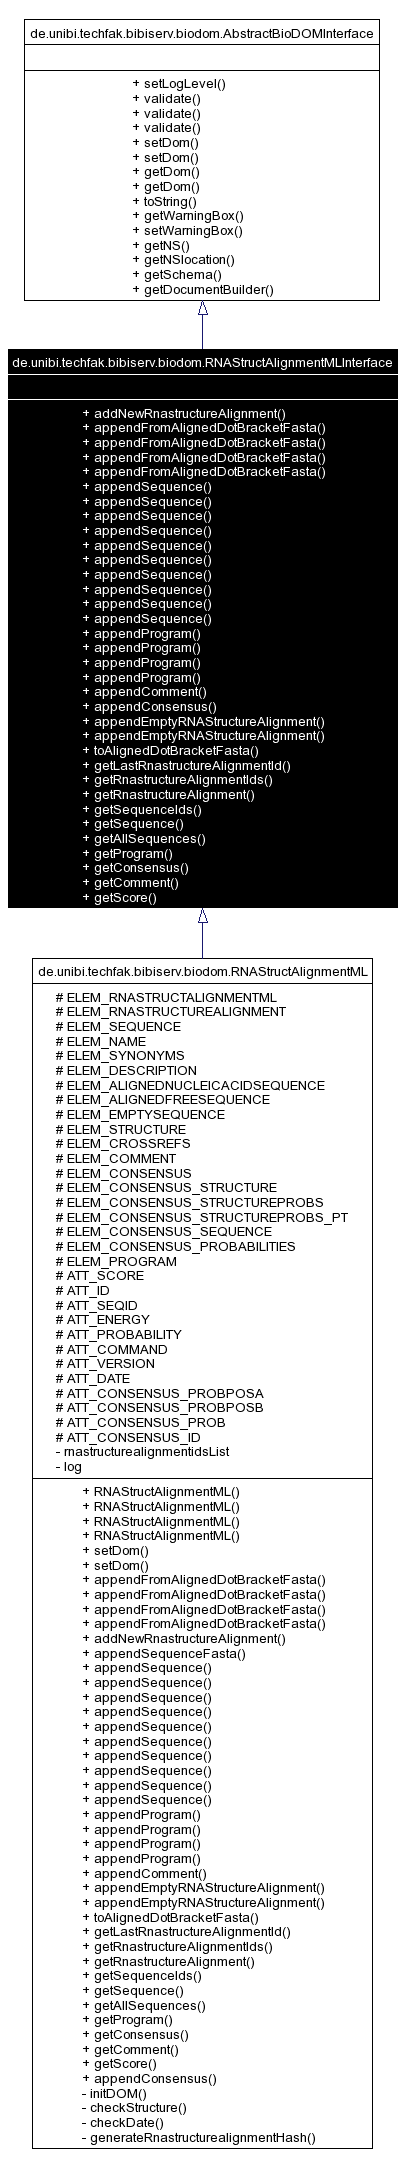 de.unibi.techfak.bibiserv.biodom.AbstractBioDOMInterface
+ setLogLevel()
+ validate()
+ validate()
+ validate()
+ setDom()
+ setDom()
+ getDom()
+ getDom()
+ toString()
+ getWarningBox()
+ setWarningBox()
+ getNS()
+ getNSlocation()
+ getSchema()
+ getDocumentBuilder()
de.unibi.techfak.bibiserv.biodom.RNAStructAlignmentMLInterface
+ addNewRnastructureAlignment()
+ appendFromAlignedDotBracketFasta()
+ appendFromAlignedDotBracketFasta()
+ appendFromAlignedDotBracketFasta()
+ appendFromAlignedDotBracketFasta()
+ appendSequence()
+ appendSequence()
+ appendSequence()
+ appendSequence()
+ appendSequence()
+ appendSequence()
+ appendSequence()
+ appendSequence()
+ appendSequence()
+ appendSequence()
+ appendProgram()
+ appendProgram()
+ appendProgram()
+ appendProgram()
+ appendComment()
+ appendConsensus()
+ appendEmptyRNAStructureAlignment()
+ appendEmptyRNAStructureAlignment()
+ toAlignedDotBracketFasta()
+ getLastRnastructureAlignmentId()
+ getRnastructureAlignmentIds()
+ getRnastructureAlignment()
+ getSequenceIds()
+ getSequence()
+ getAllSequences()
+ getProgram()
+ getConsensus()
+ getComment()
+ getScore()
de.unibi.techfak.bibiserv.biodom.RNAStructAlignmentML
# ELEM_RNASTRUCTALIGNMENTML
# ELEM_RNASTRUCTUREALIGNMENT
# ELEM_SEQUENCE
# ELEM_NAME
# ELEM_SYNONYMS
# ELEM_DESCRIPTION
# ELEM_ALIGNEDNUCLEICACIDSEQUENCE
# ELEM_ALIGNEDFREESEQUENCE
# ELEM_EMPTYSEQUENCE
# ELEM_STRUCTURE
# ELEM_CROSSREFS
# ELEM_COMMENT
# ELEM_CONSENSUS
# ELEM_CONSENSUS_STRUCTURE
# ELEM_CONSENSUS_STRUCTUREPROBS
# ELEM_CONSENSUS_STRUCTUREPROBS_PT
# ELEM_CONSENSUS_SEQUENCE
# ELEM_CONSENSUS_PROBABILITIES
# ELEM_PROGRAM
# ATT_SCORE
# ATT_ID
# ATT_SEQID
# ATT_ENERGY
# ATT_PROBABILITY
# ATT_COMMAND
# ATT_VERSION
# ATT_DATE
# ATT_CONSENSUS_PROBPOSA
# ATT_CONSENSUS_PROBPOSB
# ATT_CONSENSUS_PROB
# ATT_CONSENSUS_ID
- rnastructurealignmentidsList
- log
+ RNAStructAlignmentML()
+ RNAStructAlignmentML()
+ RNAStructAlignmentML()
+ RNAStructAlignmentML()
+ setDom()
+ setDom()
+ appendFromAlignedDotBracketFasta()
+ appendFromAlignedDotBracketFasta()
+ appendFromAlignedDotBracketFasta()
+ appendFromAlignedDotBracketFasta()
+ addNewRnastructureAlignment()
+ appendSequenceFasta()
+ appendSequence()
+ appendSequence()
+ appendSequence()
+ appendSequence()
+ appendSequence()
+ appendSequence()
+ appendSequence()
+ appendSequence()
+ appendSequence()
+ appendSequence()
+ appendProgram()
+ appendProgram()
+ appendProgram()
+ appendProgram()
+ appendComment()
+ appendEmptyRNAStructureAlignment()
+ appendEmptyRNAStructureAlignment()
+ toAlignedDotBracketFasta()
+ getLastRnastructureAlignmentId()
+ getRnastructureAlignmentIds()
+ getRnastructureAlignment()
+ getSequenceIds()
+ getSequence()
+ getAllSequences()
+ getProgram()
+ getConsensus()
+ getComment()
+ getScore()
+ appendConsensus()
- initDOM()
- checkStructure()
- checkDate()
- generateRnastructurealignmentHash()